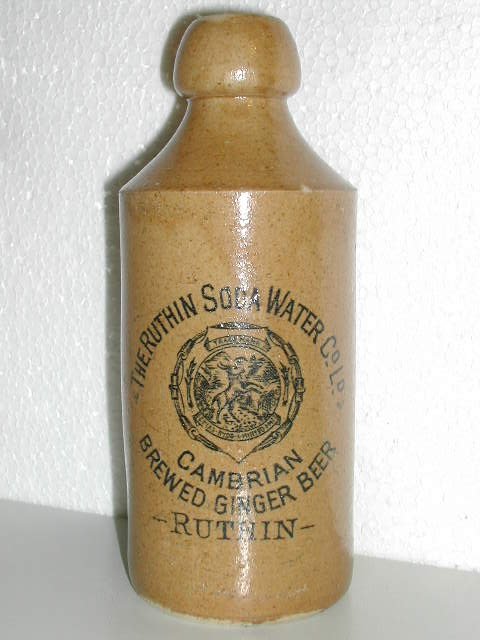 THE RUTHIN SODA WATER CO LD
CAMBRIAN
BREWED GINGER BEER
-RUTHIN-